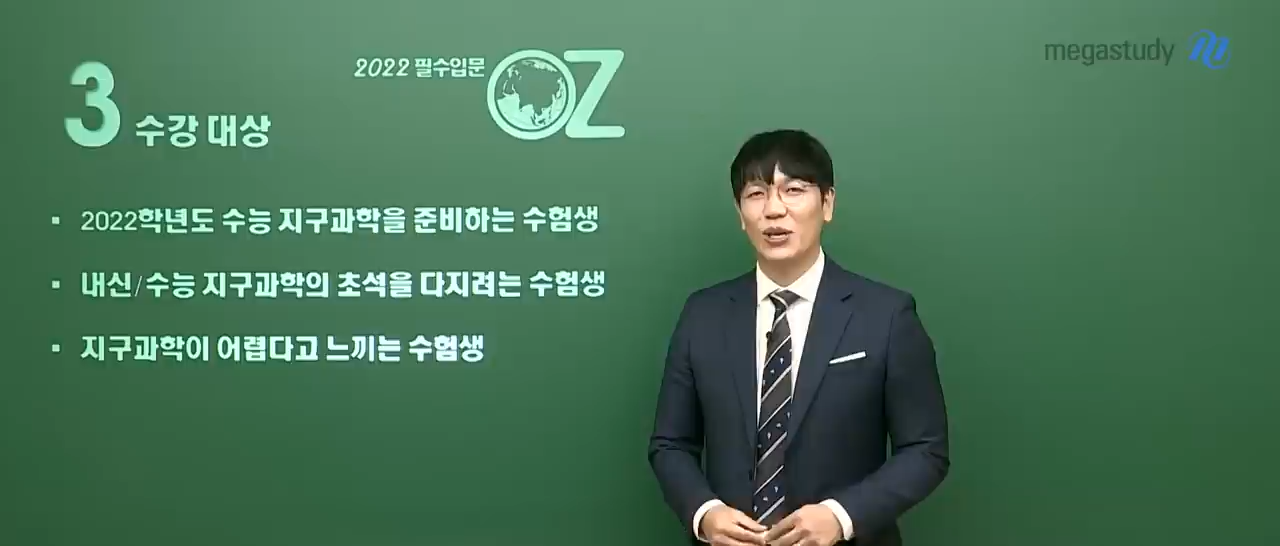 megastudy
2022 필수입문 OZ
3 수강 대상
2022학년도 수능 지구과학을 준비하는 수험생
내신/수능 지구과학의 초석을 다지려는 수험생
지구과학이 어렵다고 느끼는 수험생